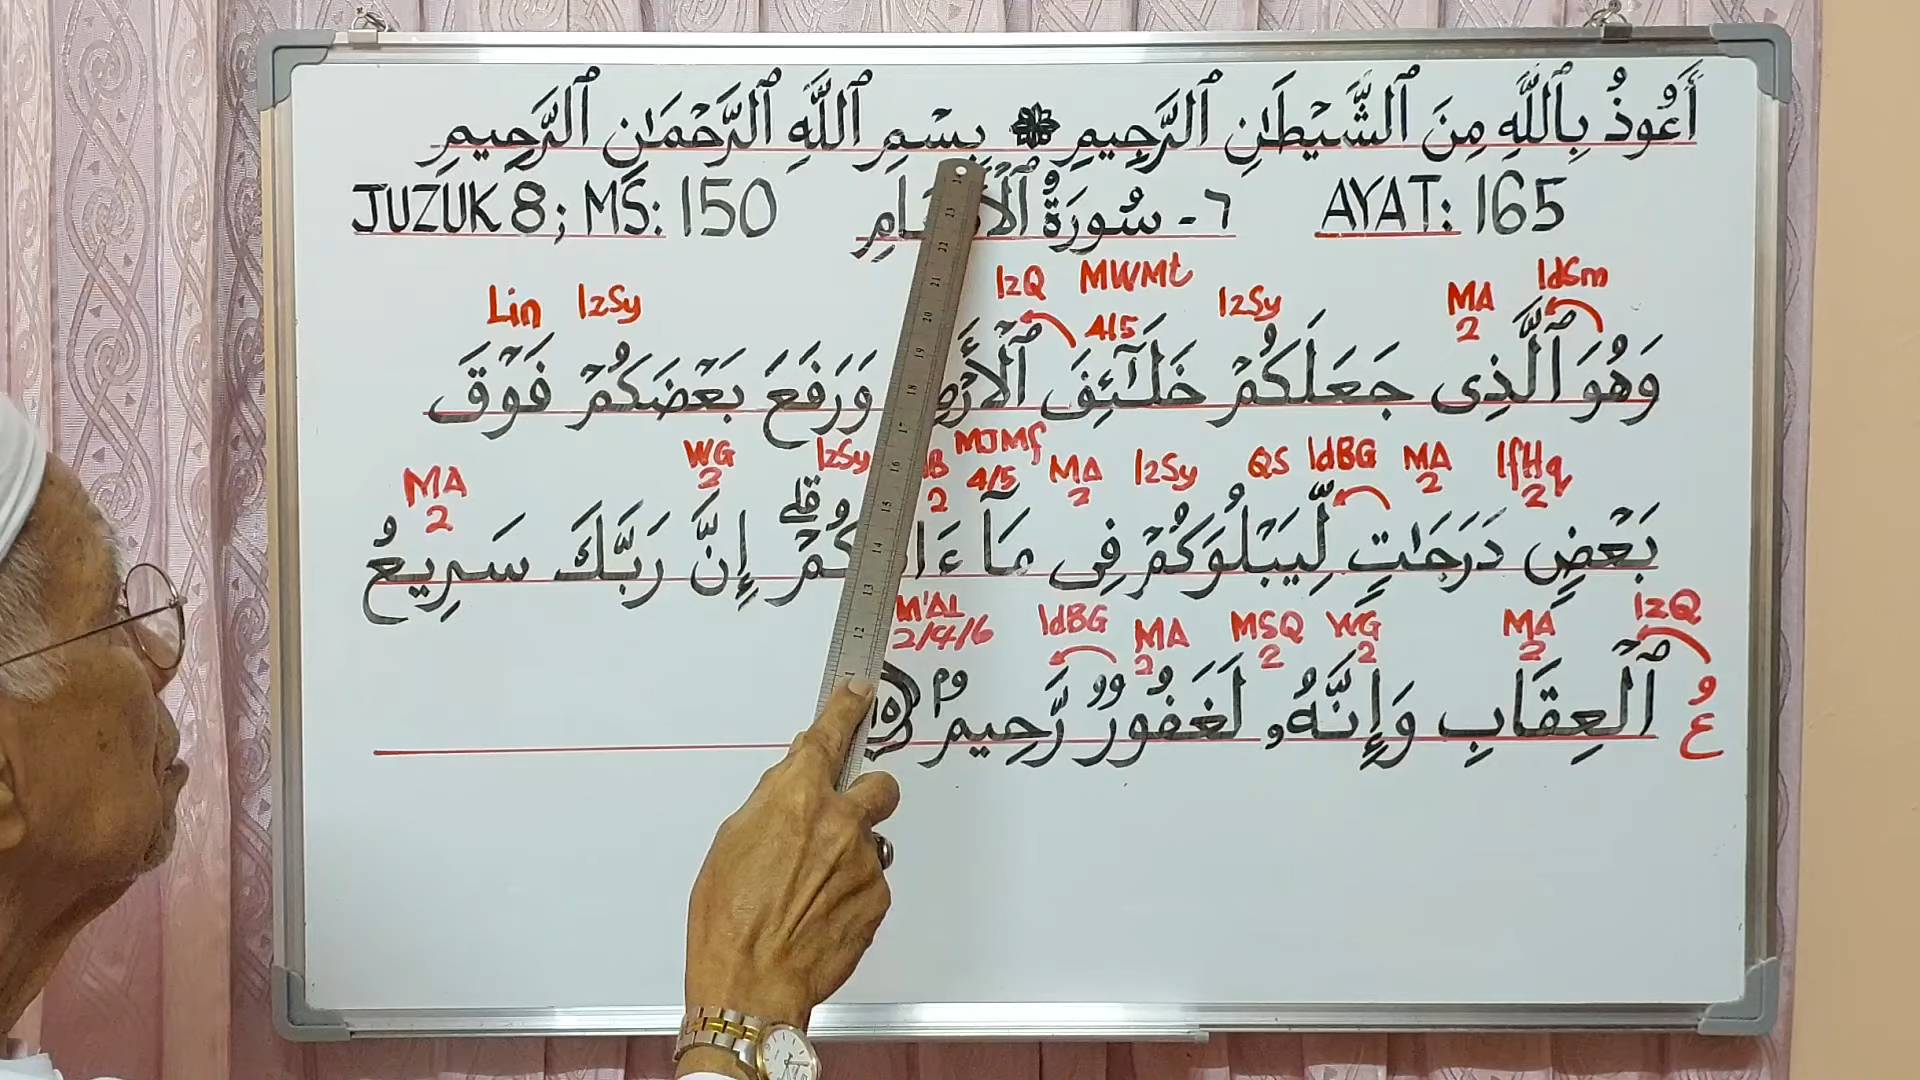 أَعُوذُ بِٱللَّهِ مِنَ ٱلشَّيْطَٰنِ ٱلرَّجِيمِ ۞ بِسْمِ ٱللَّهِ ٱلرَّحْمَٰنِ ٱلرَّحِيمِ
AYAT: 165 ٦ - سُورَةُ JUZUK 8; MS: 150
IdSm MA 2 IzSy MWMt 4/5 IzQ IzSy Lin
وَهُوَ ٱلَّذِى جَعَلَكُمْ خَلَٰٓئِفَ وَرَفَعَ بَعْضَكُمْ فَوْقَ
IfHq 2 MA 2 IdBG QS IzSy MA 2 MJMf 4/5 2 IzSy WG 2 MA 2
بَعْضٍ دَرَجَٰتٍ لِّيَبْلُوَكُمْ فِى مَآ قلى إِنَّ رَبَّكَ سَرِيعُ
IzQ MA 2 WG 2 MSQ 2 MA 2 IdBG M'AL 2/4/6
ع ٱلْعِقَابِ وَإِنَّهُۥ لَغَفُورٌ رَّحِيمٌۢ